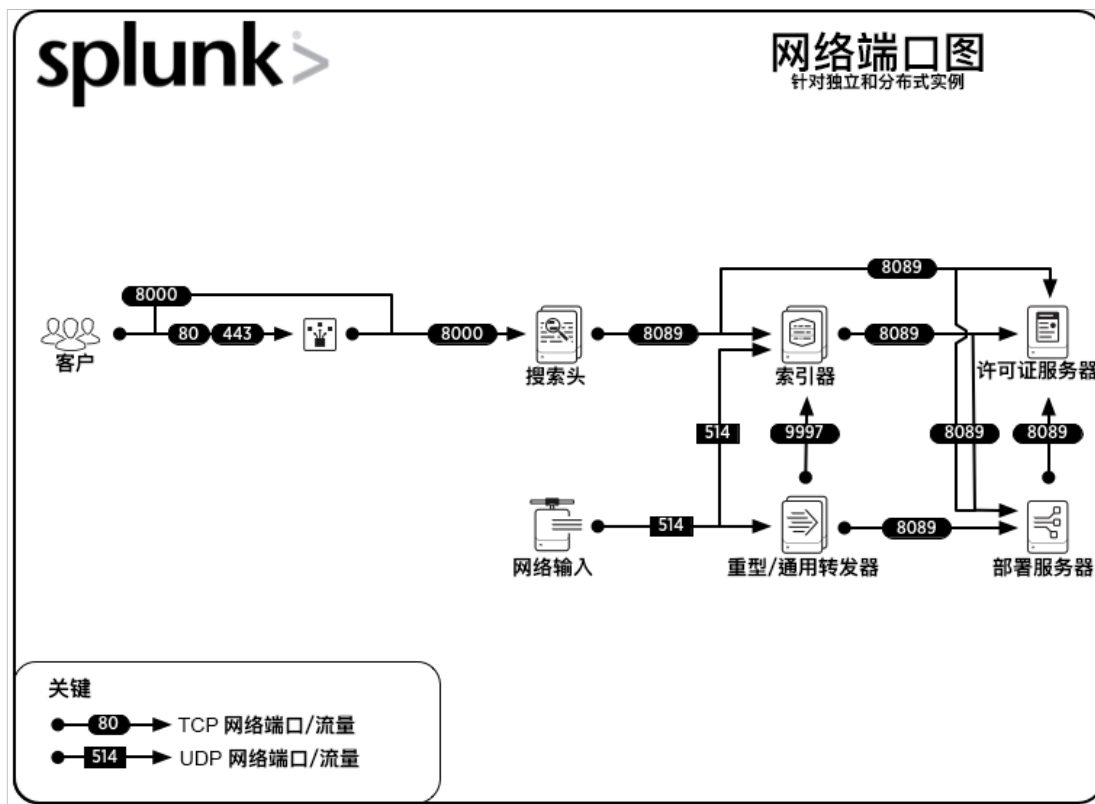 splunk>
网络端口图
针对独立和分布式实例
8089
8000
80 443
8000
8089
8089
客户
搜索头
索引器
许可证服务器
514
9997
8089
8089
514
8089
网络输入
重型/通用转发器
部署服务器
关键
80 TCP 网络端口/流量
514 UDP 网络端口/流量